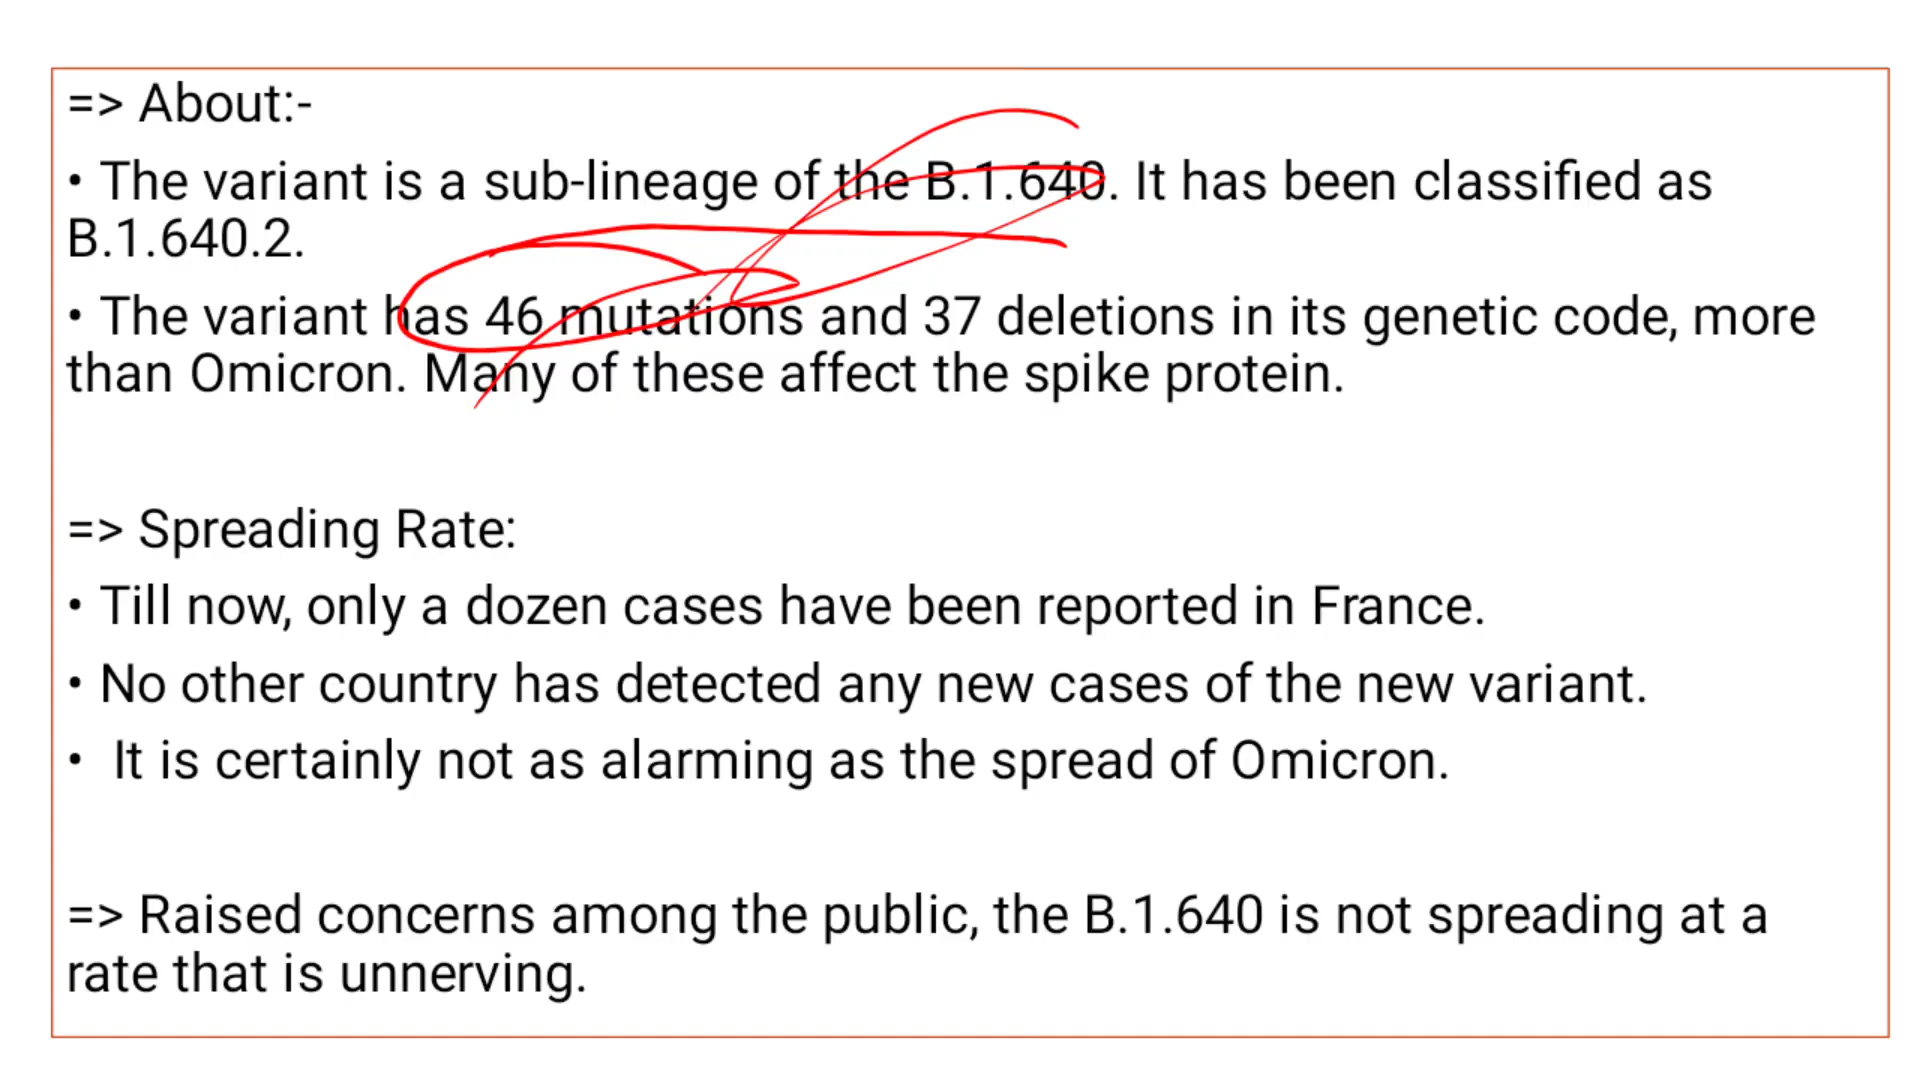 => About:-
• The variant is a sub-lineage of the B.1.640. It has been classified as
B.1.640.2.
• The variant has 46 mutations and 37 deletions in its genetic code, more
than Omicron. Many of these affect the spike protein.
=> Spreading Rate:
• Till now, only a dozen cases have been reported in France.
• No other country has detected any new cases of the new variant.
• It is certainly not as alarming as the spread of Omicron.
=> Raised concerns among the public, the B.1.640 is not spreading at a
rate that is unnerving.